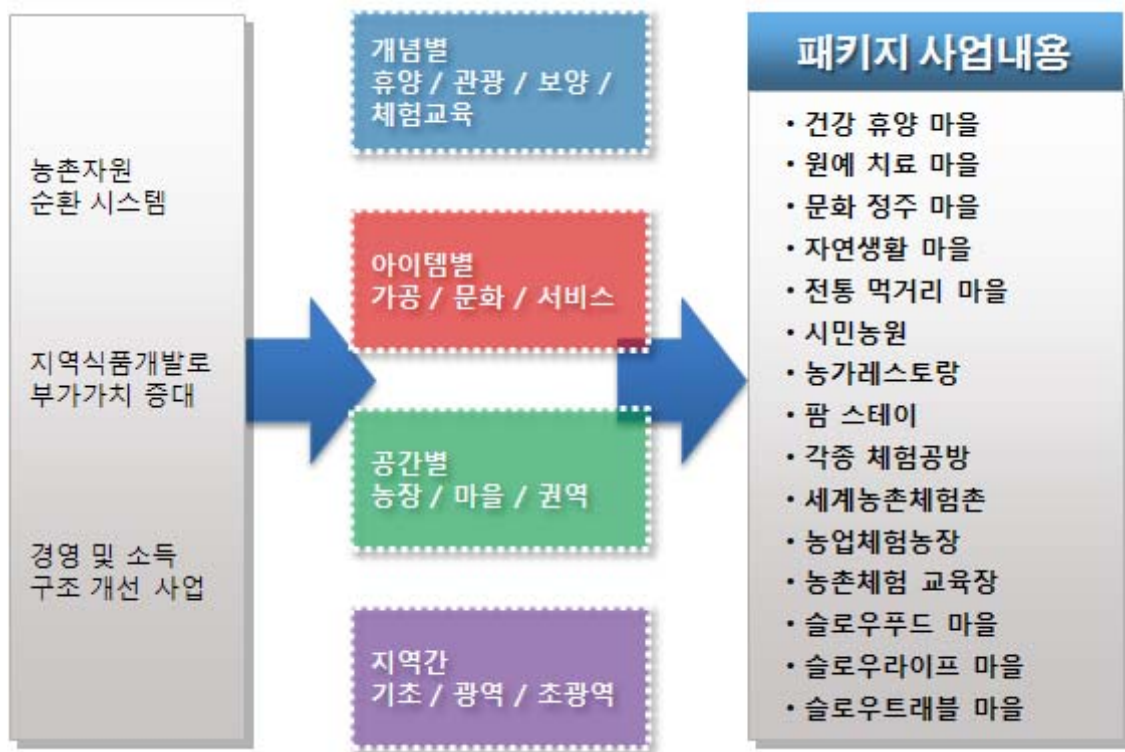 농촌자원
순환 시스템
지역식품개발로
부가가치 증대
경영 및 소득
구조 개선 사업
개념별
휴양 / 관광 / 보양 /
체험교육
아이템별
가공 / 문화 / 서비스
공간별
농장 / 마을 / 권역
지역간
기초 / 광역 / 초광역
패키지 사업내용
• 건강 휴양 마을
• 원예 치료 마을
• 문화 정주 마을
• 자연생활 마을
• 전통 먹거리 마을
• 시민농원
• 농가레스토랑
• 팜 스테이
• 각종 체험공방
• 세계농촌체험촌
• 농업체험농장
• 농촌체험 교육장
• 슬로우푸드 마을
• 슬로우라이프 마을
• 슬로우트래블 마을